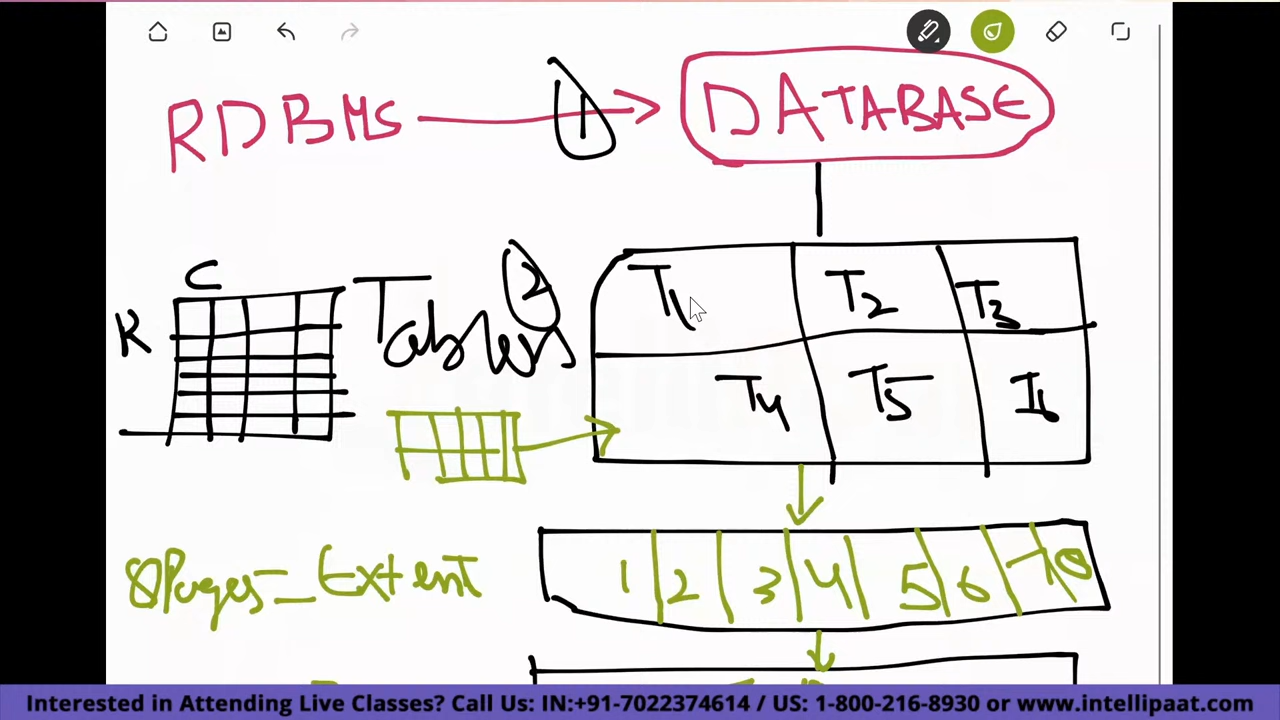 RDBMS 1 DATABASE
C
R
Tables 2
T1 T2 T3
T4 T5 T6
8Pages = Extent
1 2 3 4 5 6 7 8
Interested in Attending Live Classes? Call Us: IN:+91-7022374614 / US: 1-800-216-8930 or www.intellipaat.com